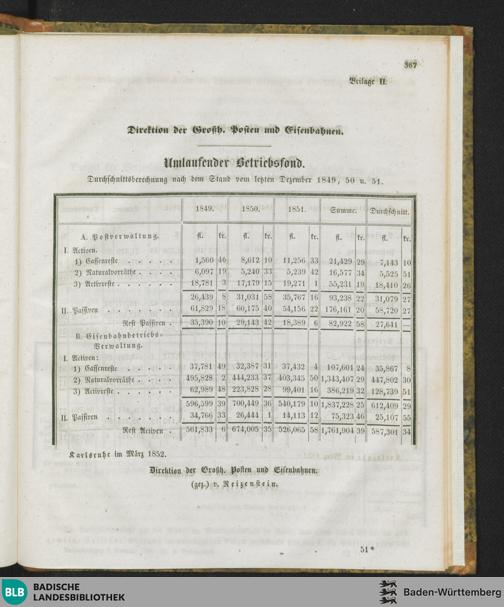 367
Beilage II.
Direktion der Großh. Posten und Eisenbahnen.
Umlaufender Betriebsfond.
Durchschnittsberechnung nach dem Stand vom letzten Dezember 1849, 50 u. 51.
1849. 1850. 1851. Summe. Durchschnitt.
A. Postverwaltung. fl. kr. fl. kr. fl. kr. fl. kr. fl. kr.
I. Activen.
1) Cassenreste 1,560 46 8,612 10 11,256 33 21,429 29 7,143 10
2) Naturalvorräthe 6,097 19 5,240 33 5,239 42 16,577 34 5,525 51
3) Activreste 18,781 3 17,179 15 19,271 1 55,231 19 18,410 26
26,439 8 31,031 58 35,767 16 93,238 22 31,079 27
II. Passiven 61,829 18 60,175 40 54,156 22 176,161 20 58,720 27
Rest Passiven 35,390 10 29,143 42 18,389 6 82,922 58 27,641 —
B. Eisenbahnbetriebs-
Verwaltung.
I. Activen:
1) Cassenreste 37,781 49 32,387 31 37,432 4 107,601 24 35,867 8
2) Naturalvorräthe 495,828 2 444,233 37 403,345 50 1,343,407 29 447,802 30
3) Activreste 62,989 48 223,828 28 99,401 16 386,219 32 128,739 51
596,599 39 700,449 36 540,179 10 1,837,228 25 612,409 29
II. Passiven 34,766 33 26,444 1 14,113 12 75,323 46 25,107 55
Rest Activen 561,833 6 674,005 35 526,065 58 1,761,904 39 587,301 34
Karlsruhe im März 1852.
Direktion der Großh. Posten und Eisenbahnen.
(gez.) v. Reizenstein.
51*
BLB BADISCHE
LANDESBIBLIOTHEK
Baden-Württemberg